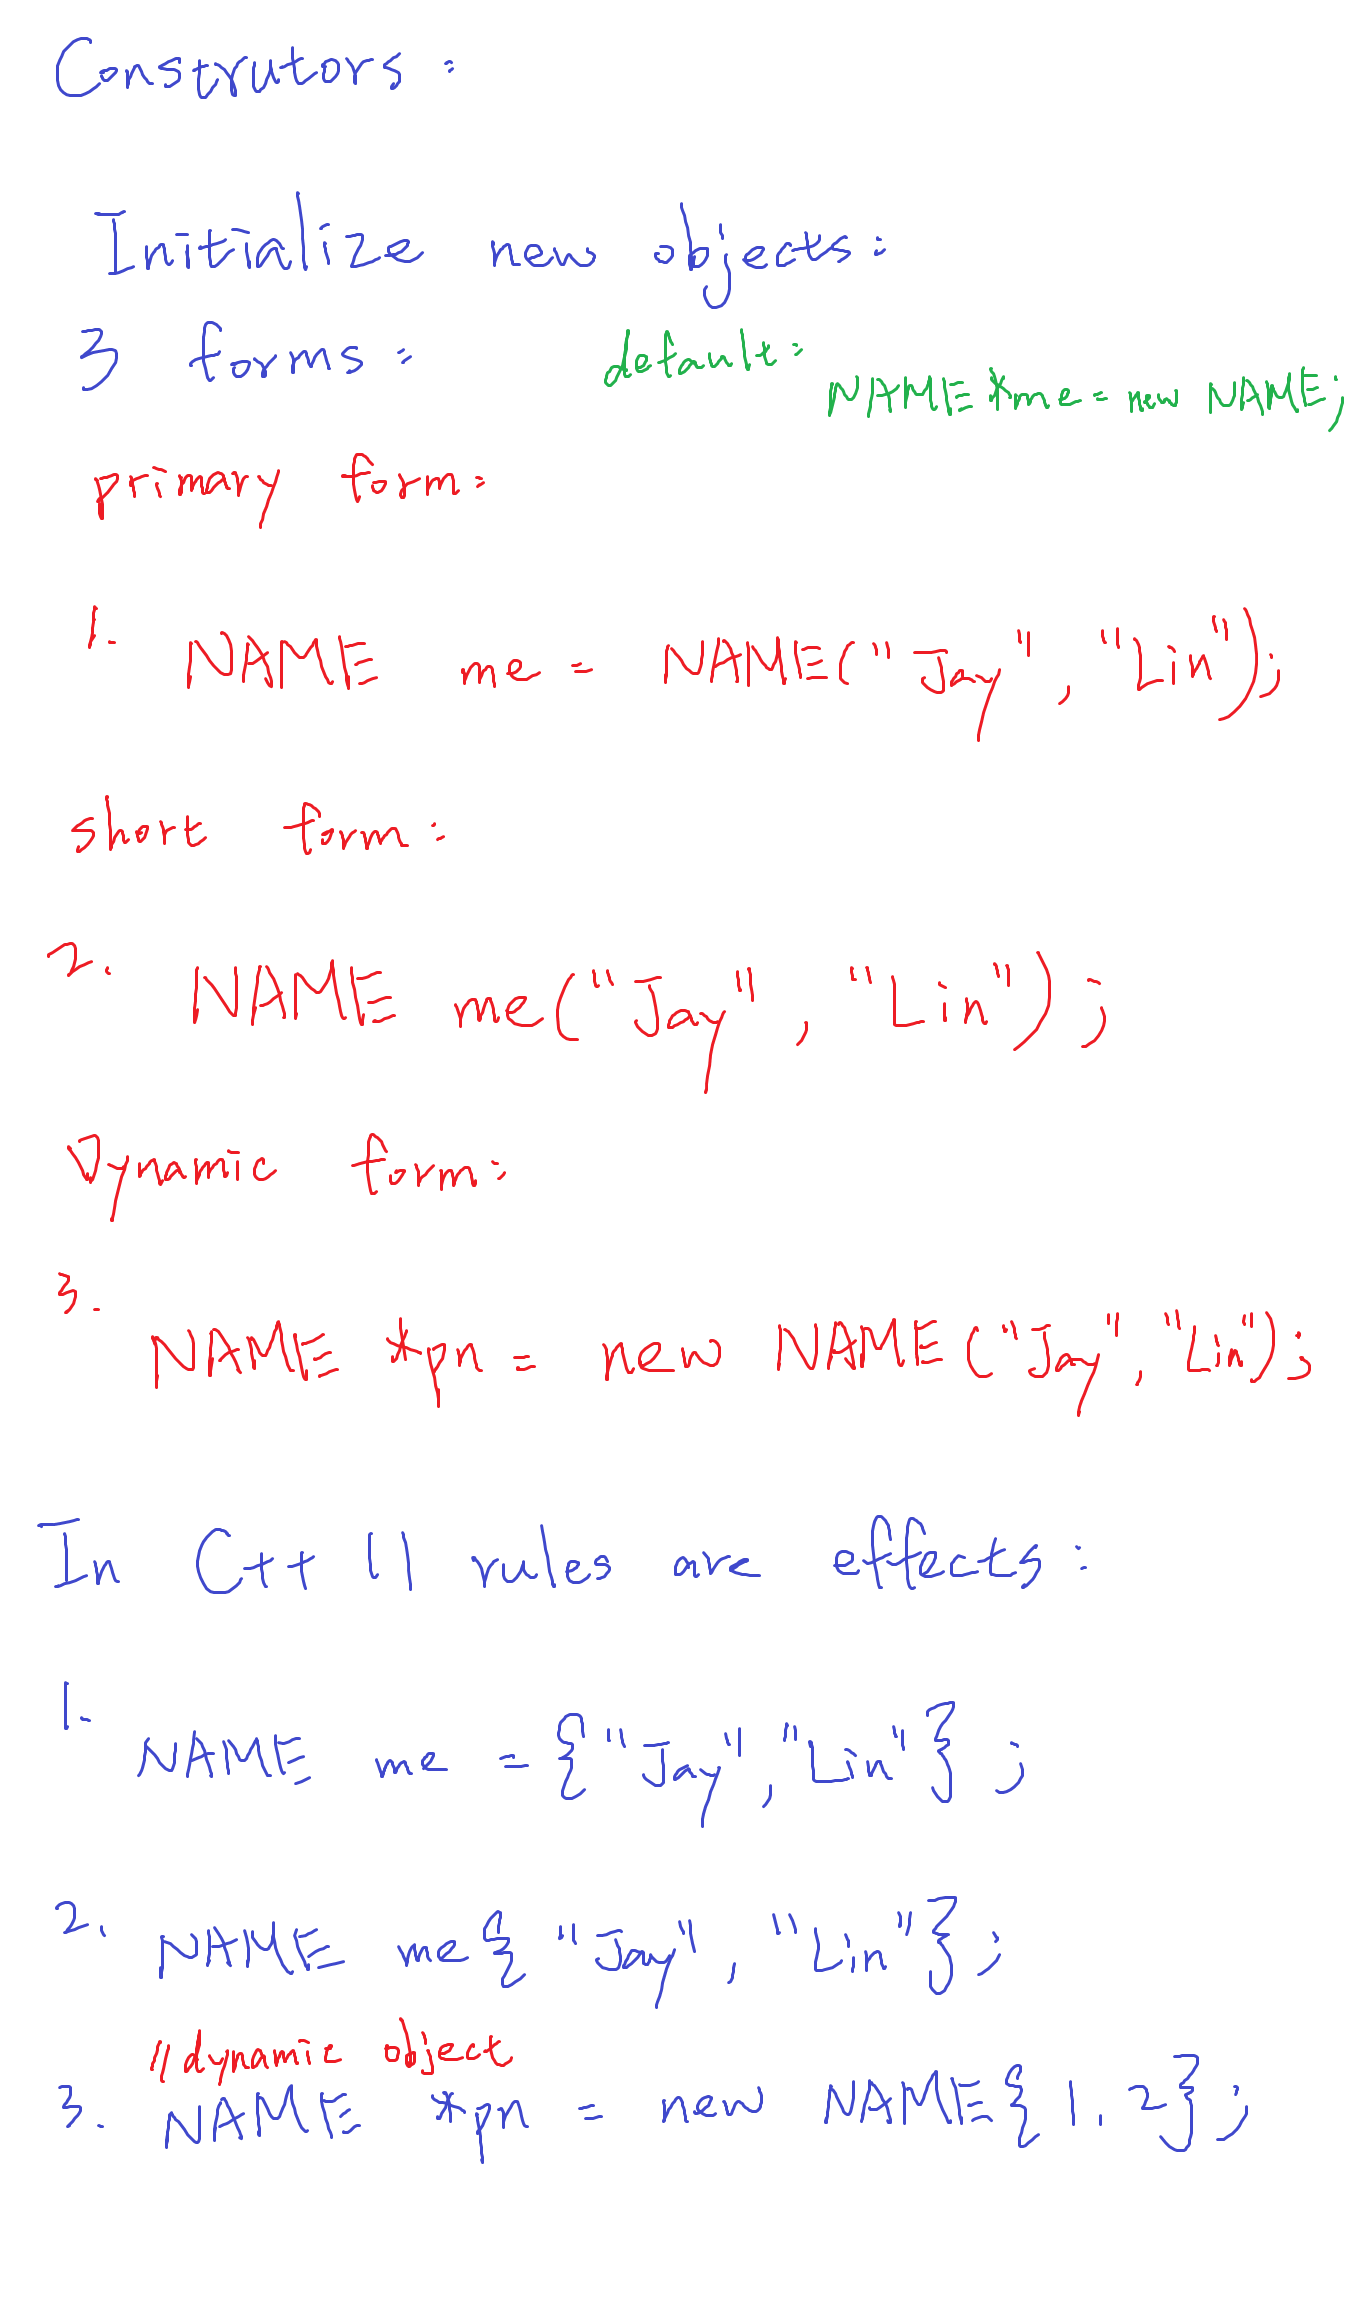 Construtors:
Initialize new objects:
3 forms:
default:
NAME *me = new NAME;
primary form:
1. NAME me = NAME("Jay", "Lin");
short form:
2. NAME me("Jay", "Lin");
Dynamic form:
3. NAME *pn = new NAME("Jay", "Lin");
In C++ 11 rules are effects:
1. NAME me = {"Jay", "Lin"};
2. NAME me{"Jay", "Lin"};
//dynamic object
3. NAME *pn = new NAME{1, 2};